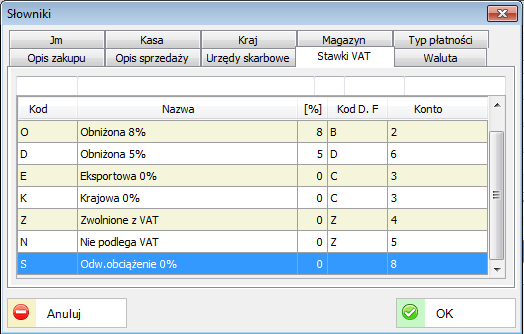 Słowniki
Jm Kasa Kraj Magazyn Typ płatności
Opis zakupu Opis sprzedaży Urzędy skarbowe Stawki VAT Waluta
Kod Nazwa [%] Kod D. F Konto
O Obniżona 8% 8 B 2
D Obniżona 5% 5 D 6
E Eksportowa 0% 0 C 3
K Krajowa 0% 0 C 3
Z Zwolnione z VAT 0 Z 4
N Nie podlega VAT 0 Z 5
S Odw.obciążenie 0% 0 8
Anuluj OK